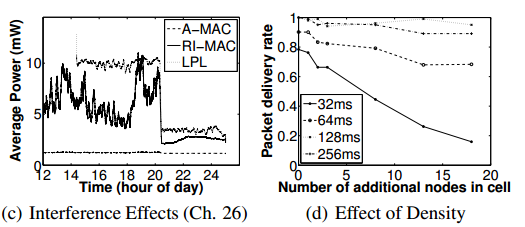 Average Power (mW)
10
5
0
12 14 16 18 20 22 24
Time (hour of day)
A-MAC
RI-MAC
LPL
(c) Interference Effects (Ch. 26)
Packet delivery rate
1
0.8
0.6
0.4
0.2
0
0 5 10 15 20
Number of additional nodes in cell
32ms
64ms
128ms
256ms
(d) Effect of Density